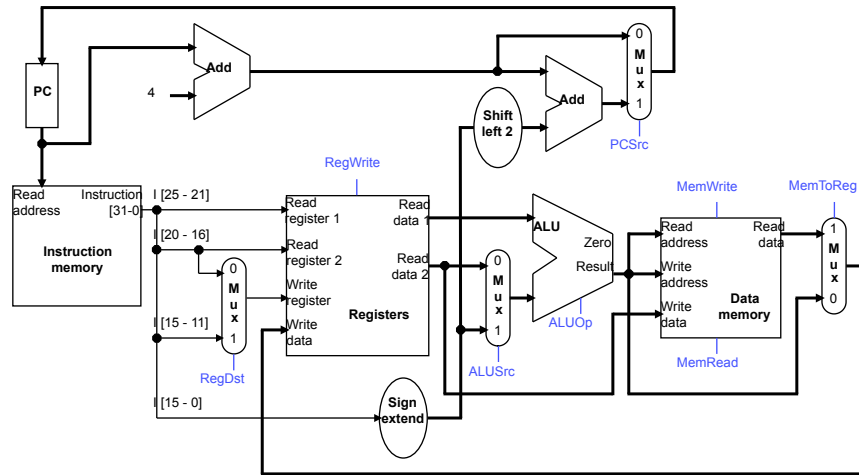 0
M
u
x
1
Add
PC
Add
4
Shift
left 2
PCSrc
RegWrite
Read
address
Instruction
[31-0]
I [25 - 21]
Read
register 1
Read
data 1
ALU
MemWrite
MemToReg
Read
address
Read
data
1
M
u
x
0
I [20 - 16]
Read
register 2
Read
data 2
Zero
Result
Instruction
memory
0
M
u
x
1
Write
register
0
M
u
x
1
Write
address
Data
memory
I [15 - 11]
Write
data
Registers
ALUOp
Write
data
RegDst
ALUSrc
MemRead
I [15 - 0]
Sign
extend